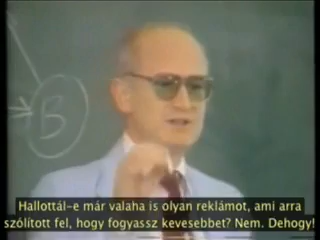 B
Hallottál-e már valaha is olyan reklámot, ami arra
szólított fel, hogy fogyassz kevesebbet? Nem. Dehogy!